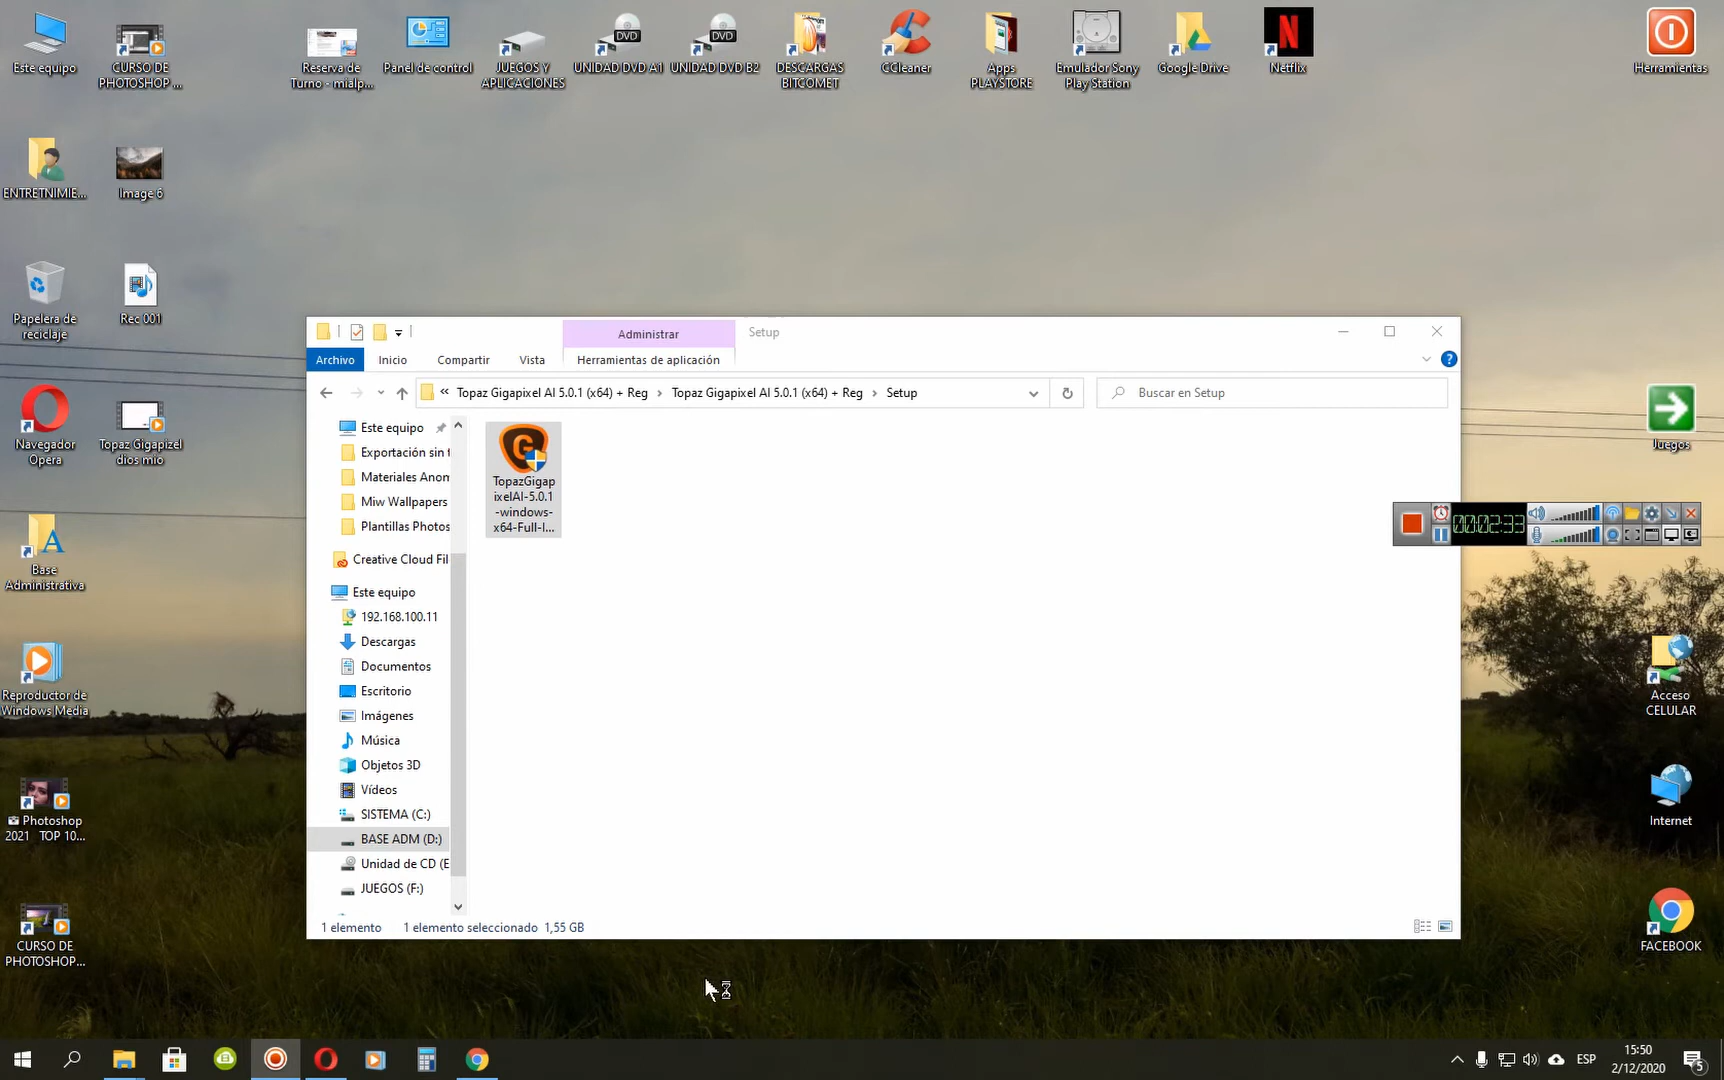 Este equipo
CURSO DE
PHOTOSHOP ...
Reserva de
Turno - mialp...
Panel de control
JUEGOS Y
APLICACIONES
DVD
UNIDAD DVD A1
DVD
UNIDAD DVD B2
DESCARGAS
BITCOMET
CCleaner
Apps
PLAYSTORE
Emulador Sony
Play Station
Google Drive
N
Netflix
Herramientas
ENTRETNIMIE...
Image 6
Papelera de
reciclaje
Rec 001
Navegador
Opera
Topaz Gigapizel
dios mio
Base
Administrativa
Reproductor de
Windows Media
Photoshop
2021 TOP 10...
CURSO DE
PHOTOSHOP...
Juegos
Acceso
CELULAR
Internet
FACEBOOK
Administrar
Setup
Archivo
Inicio
Compartir
Vista
Herramientas de aplicación
« Topaz Gigapixel AI 5.0.1 (x64) + Reg › Topaz Gigapixel AI 5.0.1 (x64) + Reg › Setup
Buscar en Setup
Este equipo
Exportación sin t
Materiales Anom
Miw Wallpapers
Plantillas Photos
Creative Cloud Fil
Este equipo
192.168.100.11
Descargas
Documentos
Escritorio
Imágenes
Música
Objetos 3D
Vídeos
SISTEMA (C:)
BASE ADM (D:)
Unidad de CD (E
JUEGOS (F:)
G
TopazGigap
ixelAI-5.0.1
-windows-
x64-Full-I...
1 elemento
1 elemento seleccionado 1,55 GB
00:02:33
ESP
15:50
2/12/2020
5